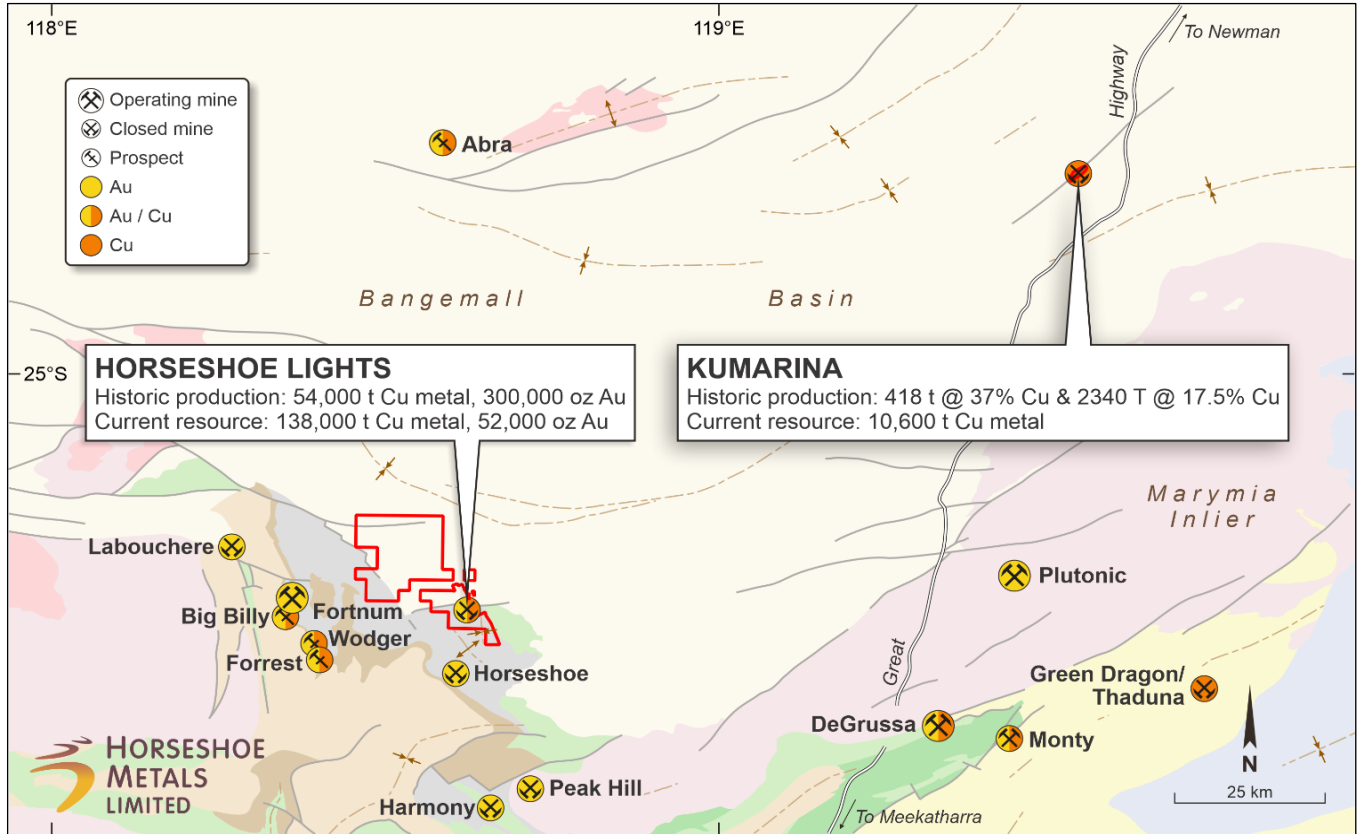 118°E
119°E
To Newman
Highway
Operating mine
Closed mine
Prospect
Au
Au / Cu
Cu
Abra
Bangemall Basin
25°S
HORSESHOE LIGHTS
Historic production: 54,000 t Cu metal, 300,000 oz Au
Current resource: 138,000 t Cu metal, 52,000 oz Au
KUMARINA
Historic production: 418 t @ 37% Cu & 2340 T @ 17.5% Cu
Current resource: 10,600 t Cu metal
Marymia
Inlier
Labouchere
Plutonic
Fortnum
Big Billy
Wodger
Forrest
Horseshoe
Great
Green Dragon/
Thaduna
DeGrussa
Monty
N
25 km
HORSESHOE
METALS
LIMITED
Peak Hill
Harmony
To Meekatharra